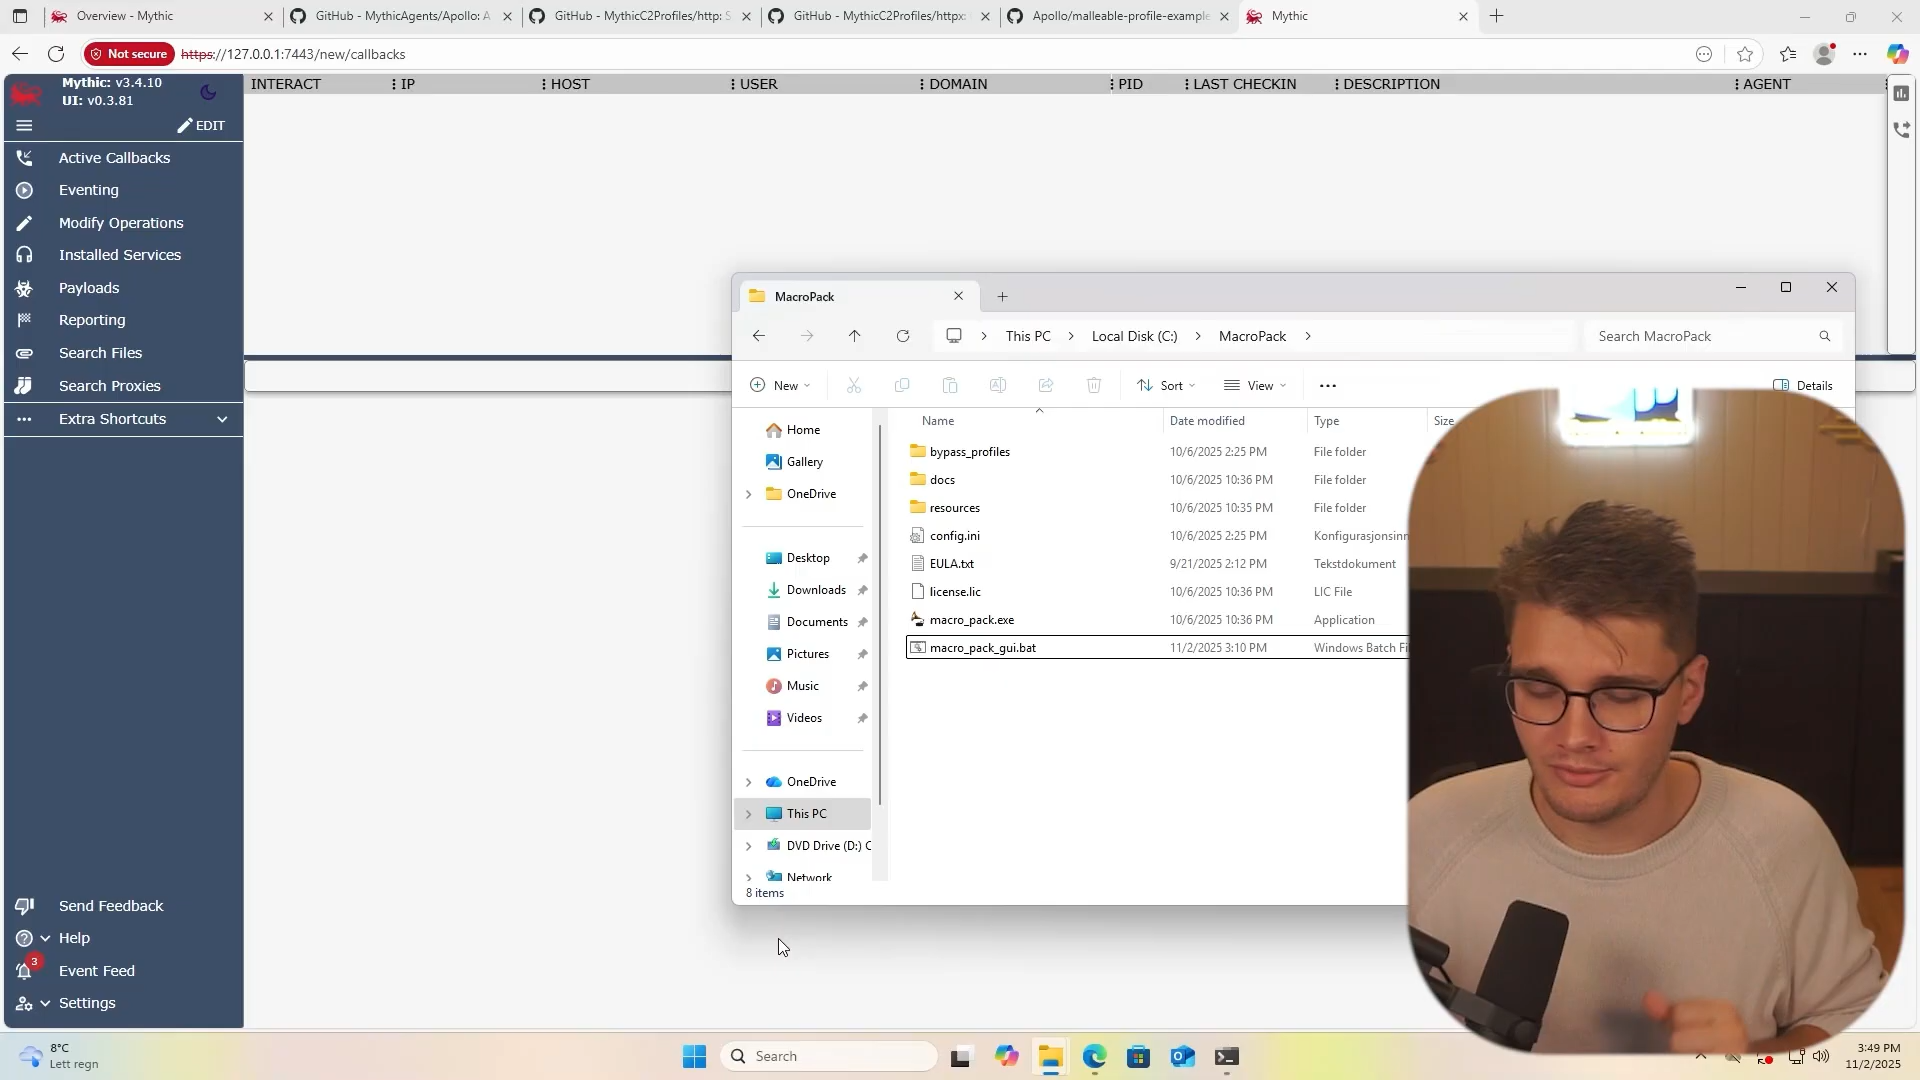 Overview - Mythic
GitHub - MythicAgents/Apollo: A
GitHub - MythicC2Profiles/http: S
GitHub - MythicC2Profiles/httpx:
Apollo/malleable-profile-example
Mythic
Not secure
https://127.0.0.1:7443/new/callbacks
Mythic: v3.4.10
UI: v0.3.81
EDIT
Active Callbacks
Eventing
Modify Operations
Installed Services
Payloads
Reporting
Search Files
Search Proxies
Extra Shortcuts
Send Feedback
Help
3
Event Feed
Settings
INTERACT
IP
HOST
USER
DOMAIN
PID
LAST CHECKIN
DESCRIPTION
AGENT
MacroPack
This PC
Local Disk (C:)
MacroPack
Search MacroPack
New
Sort
View
Details
Home
Gallery
OneDrive
Desktop
Downloads
Documents
Pictures
Music
Videos
OneDrive
This PC
DVD Drive (D:) C
Network
8 items
Name
Date modified
Type
Size
bypass_profiles
10/6/2025 2:25 PM
File folder
docs
10/6/2025 10:36 PM
File folder
resources
10/6/2025 10:35 PM
File folder
config.ini
10/6/2025 2:25 PM
Konfigurasjonsinn
EULA.txt
9/21/2025 2:12 PM
Tekstdokument
license.lic
10/6/2025 10:36 PM
LIC File
macro_pack.exe
10/6/2025 10:36 PM
Application
macro_pack_gui.bat
11/2/2025 3:10 PM
Windows Batch Fi
8°C
Lett regn
Search
3:49 PM
11/2/2025